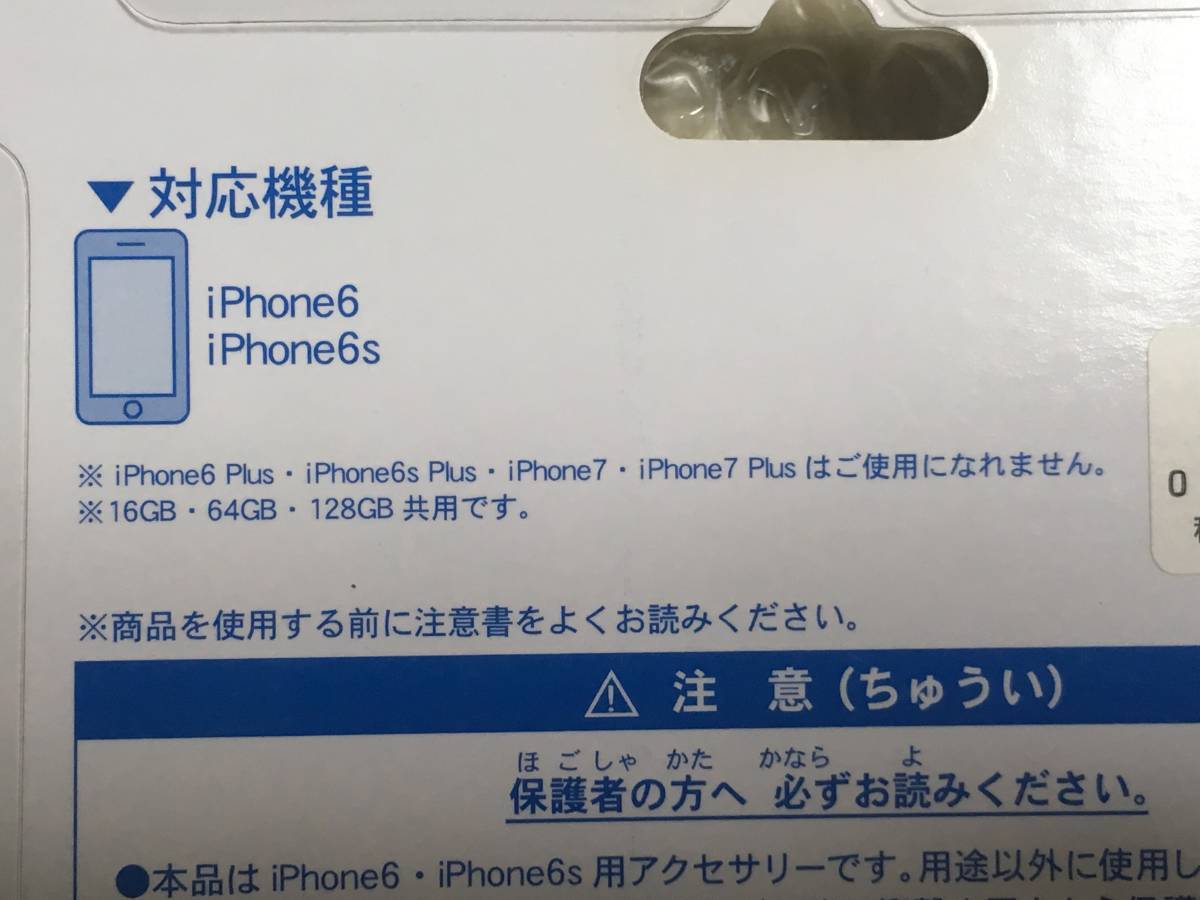 ▼対応機種
iPhone6
iPhone6s
※ iPhone6 Plus・iPhone6s Plus・iPhone7・iPhone7 Plus はご使用になれません。
※16GB・64GB・128GB 共用です。
※商品を使用する前に注意書をよくお読みください。
0
⚠ 注 意(ちゅうい)
ほ ご しゃ かた かなら よ
保護者の方へ 必ずお読みください。
●本品は iPhone6・iPhone6s 用アクセサリーです。用途以外に使用し